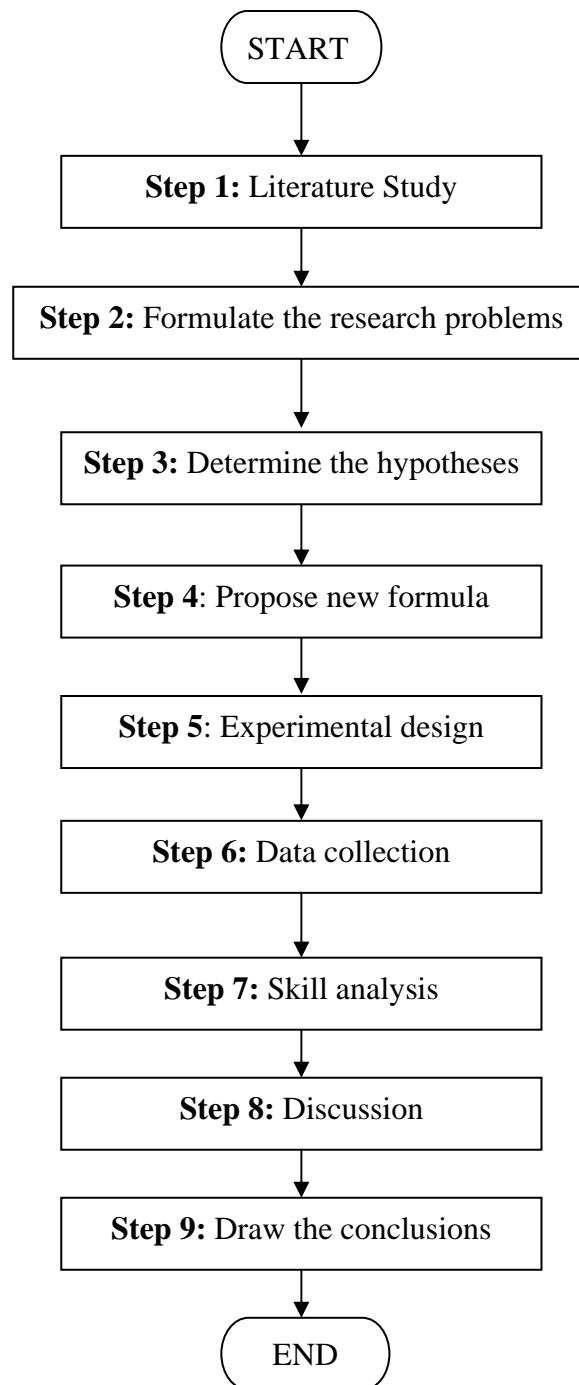 START
Step 1: Literature Study
Step 2: Formulate the research problems
Step 3: Determine the hypotheses
Step 4: Propose new formula
Step 5: Experimental design
Step 6: Data collection
Step 7: Skill analysis
Step 8: Discussion
Step 9: Draw the conclusions
END